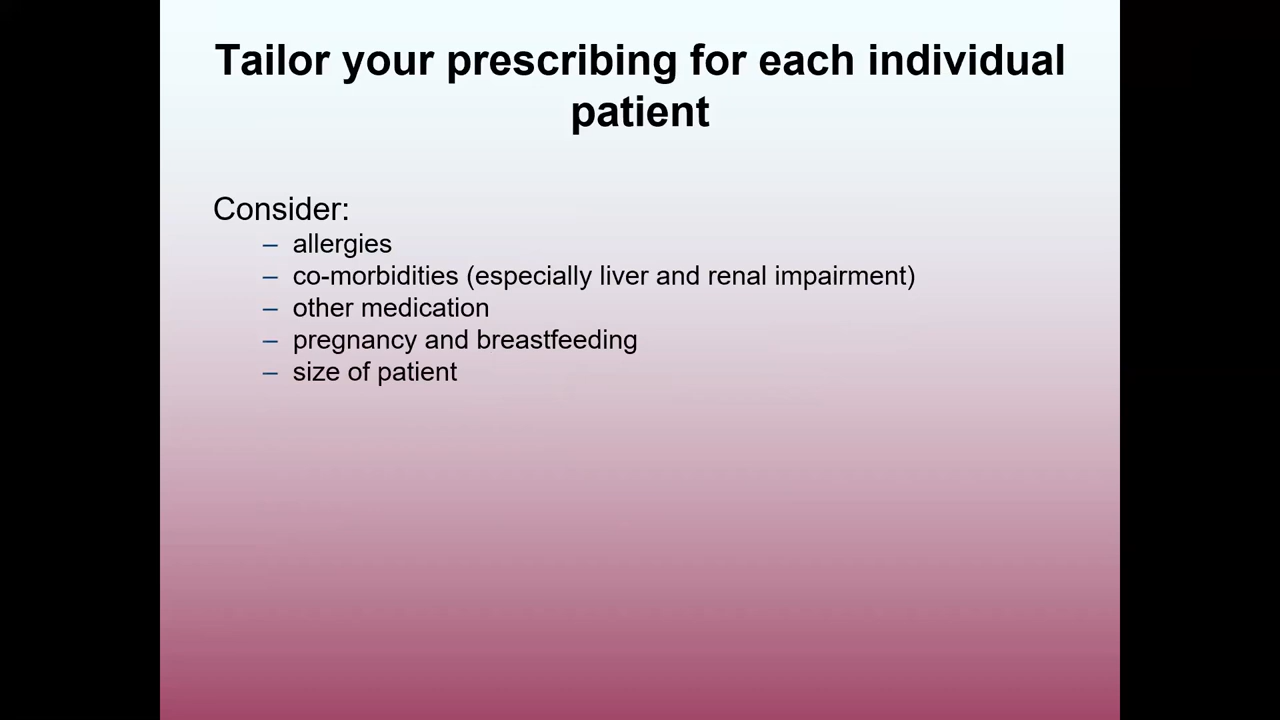 Tailor your prescribing for each individual
patient
Consider:
– allergies
– co-morbidities (especially liver and renal impairment)
– other medication
– pregnancy and breastfeeding
– size of patient